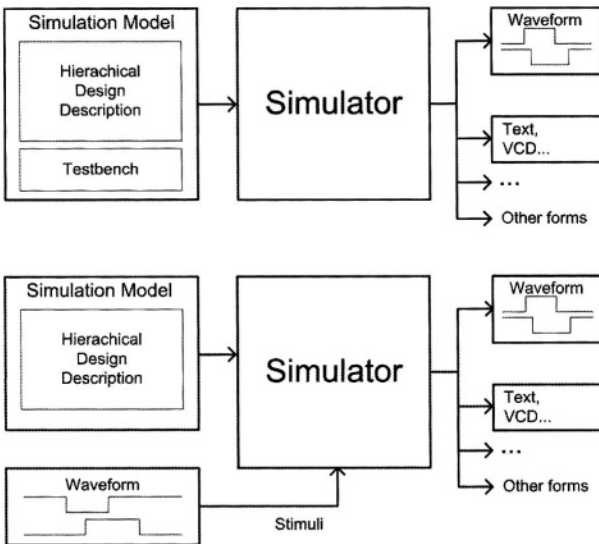 Simulation Model
Hierachical
Design
Description
Testbench
Simulator
Waveform
Text,
VCD...
...
Other forms
Simulation Model
Hierachical
Design
Description
Waveform
Stimuli
Simulator
Waveform
Text,
VCD...
...
Other forms